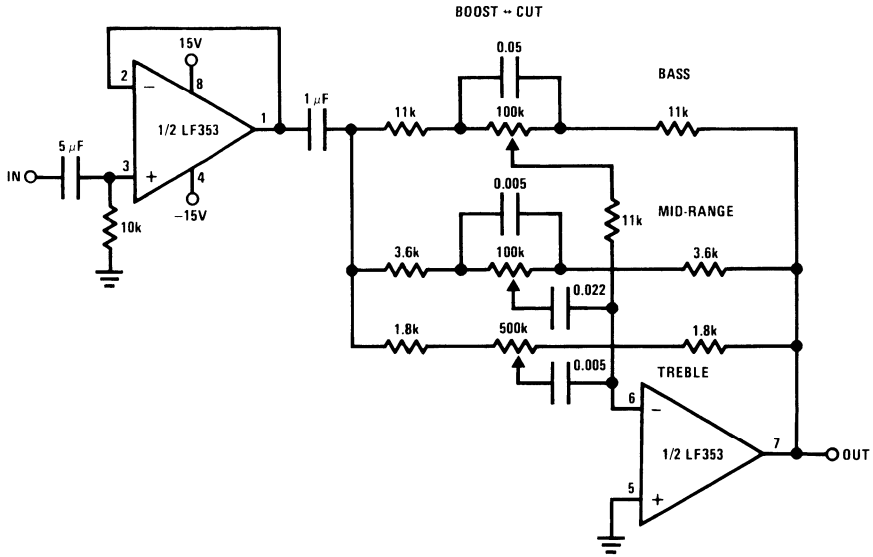 BOOST ↔ CUT
0.05
BASS
15V
2
8
−
1/2 LF353
1
1 μF
11k
100k
11k
5 μF
IN
3
+
4
−15V
10k
0.005
11k
MID-RANGE
3.6k
100k
3.6k
0.022
1.8k
500k
1.8k
0.005
TREBLE
6
−
1/2 LF353
7
OUT
5
+